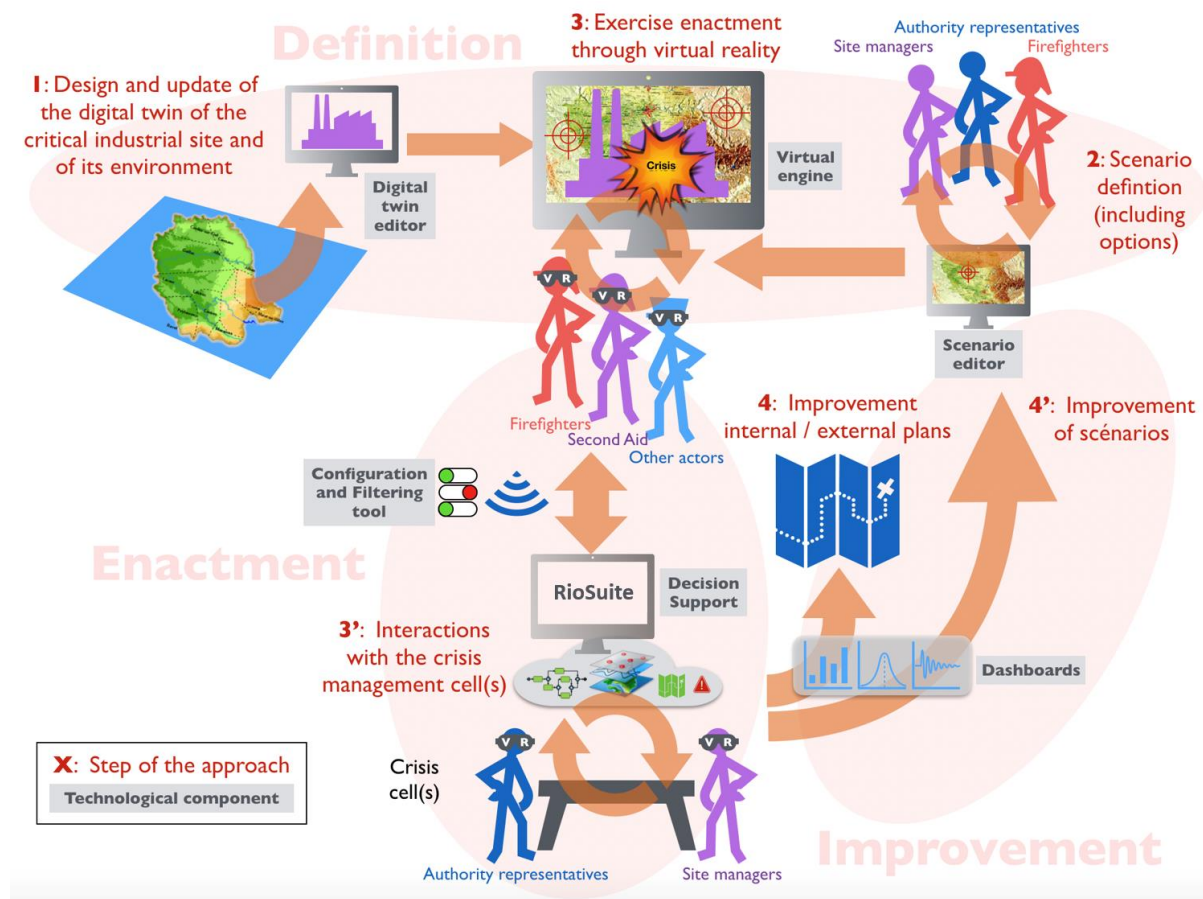 Definition
3: Exercise enactment
through virtual reality
Authority representatives
Site managers
Firefighters
1: Design and update of
the digital twin of the
critical industrial site and
of its environment
Crisis
Virtual
engine
Digital
twin
editor
2: Scenario
defintion
(including
options)
V R
V R
V R
Scenario
editor
Firefighters
Second Aid
Other actors
4: Improvement
internal / external plans
4': Improvement
of scénarios
Configuration
and Filtering
tool
Enactment
RioSuite
Decision
Support
3': Interactions
with the crisis
management cell(s)
Dashboards
X: Step of the approach
Technological component
Crisis
cell(s)
V R
V R
Authority representatives
Site managers
Improvement